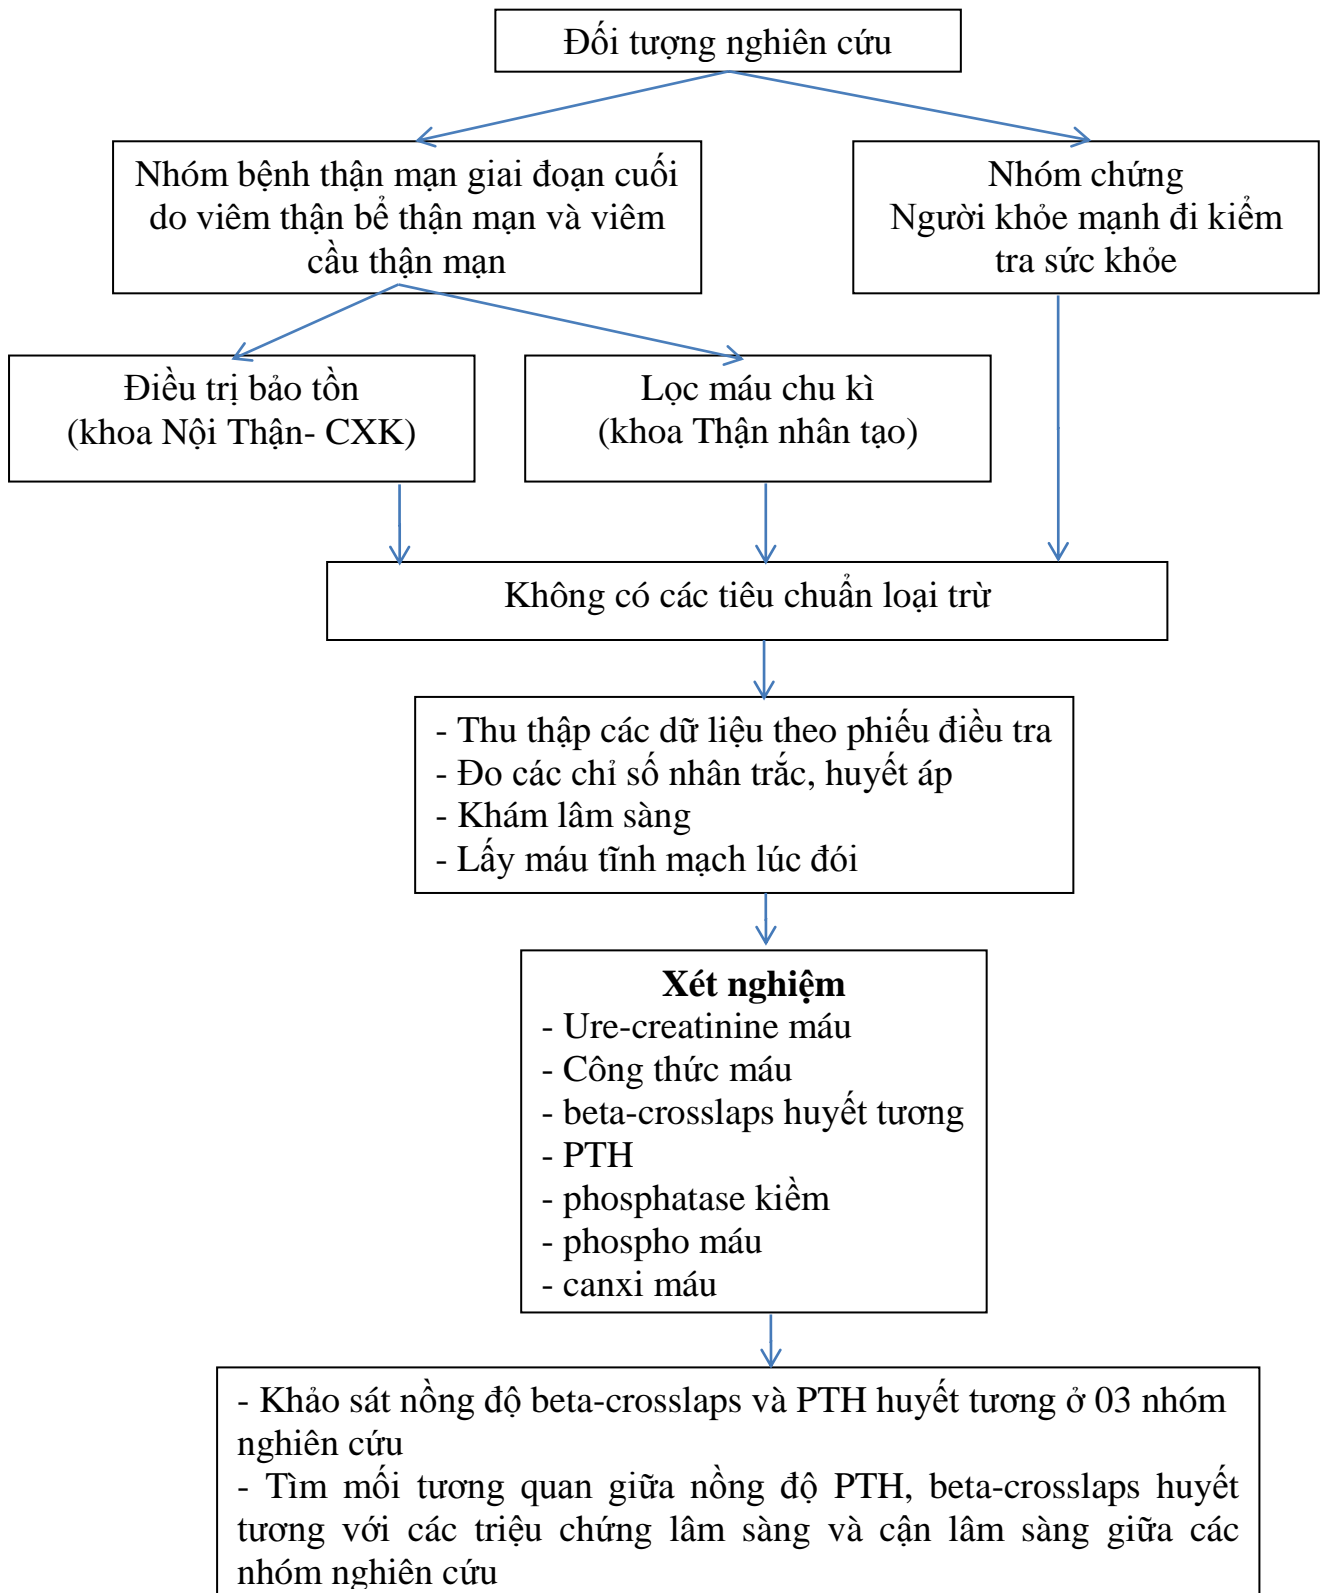 Đối tượng nghiên cứu
Nhóm bệnh thận mạn giai đoạn cuối
do viêm thận bể thận mạn và viêm
cầu thận mạn
Nhóm chứng
Người khỏe mạnh đi kiểm
tra sức khỏe
Điều trị bảo tồn
(khoa Nội Thận- CXK)
Lọc máu chu kì
(khoa Thận nhân tạo)
Không có các tiêu chuẩn loại trừ
- Thu thập các dữ liệu theo phiếu điều tra
- Đo các chỉ số nhân trắc, huyết áp
- Khám lâm sàng
- Lấy máu tĩnh mạch lúc đói
Xét nghiệm
- Ure-creatinine máu
- Công thức máu
- beta-crosslaps huyết tương
- PTH
- phosphatase kiềm
- phospho máu
- canxi máu
- Khảo sát nồng độ beta-crosslaps và PTH huyết tương ở 03 nhóm
nghiên cứu
- Tìm mối tương quan giữa nồng độ PTH, beta-crosslaps huyết
tương với các triệu chứng lâm sàng và cận lâm sàng giữa các
nhóm nghiên cứu